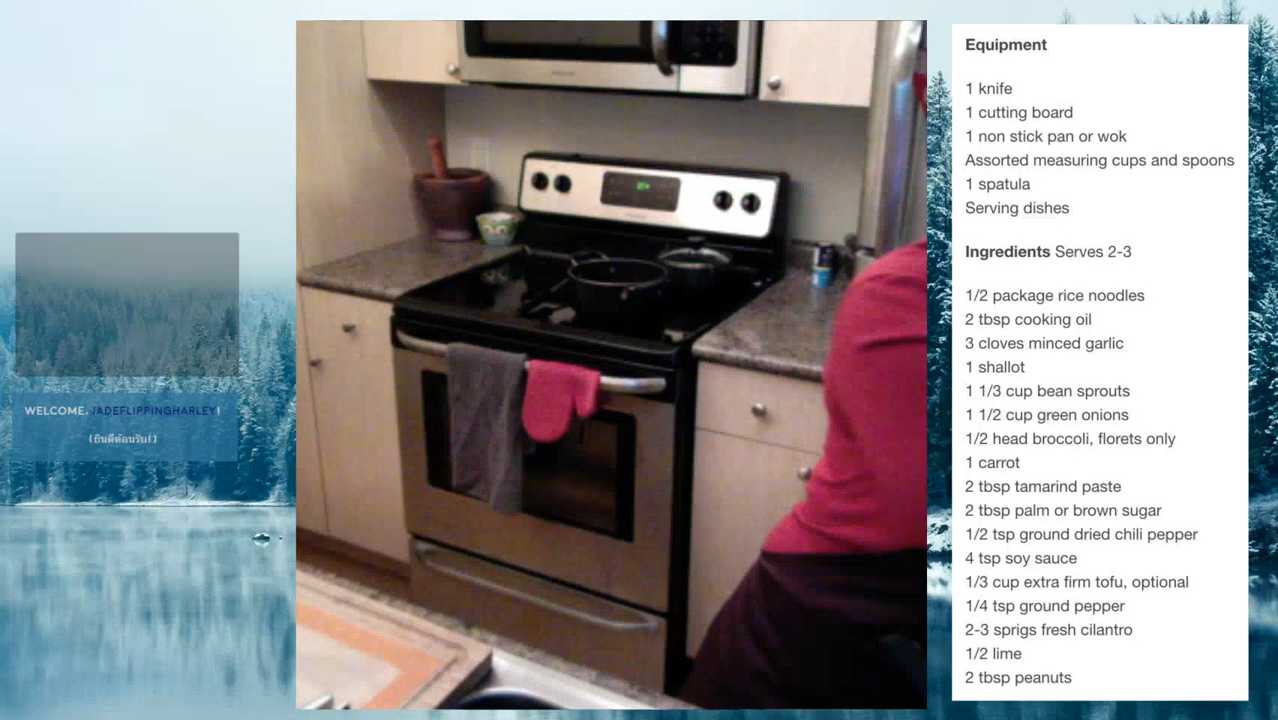 WELCOME, JADEFLIPPINGHARLEY!
(ยินดีต้อนรับ!)
Equipment
1 knife
1 cutting board
1 non stick pan or wok
Assorted measuring cups and spoons
1 spatula
Serving dishes
Ingredients Serves 2-3
1/2 package rice noodles
2 tbsp cooking oil
3 cloves minced garlic
1 shallot
1 1/3 cup bean sprouts
1 1/2 cup green onions
1/2 head broccoli, florets only
1 carrot
2 tbsp tamarind paste
2 tbsp palm or brown sugar
1/2 tsp ground dried chili pepper
4 tsp soy sauce
1/3 cup extra firm tofu, optional
1/4 tsp ground pepper
2-3 sprigs fresh cilantro
1/2 lime
2 tbsp peanuts